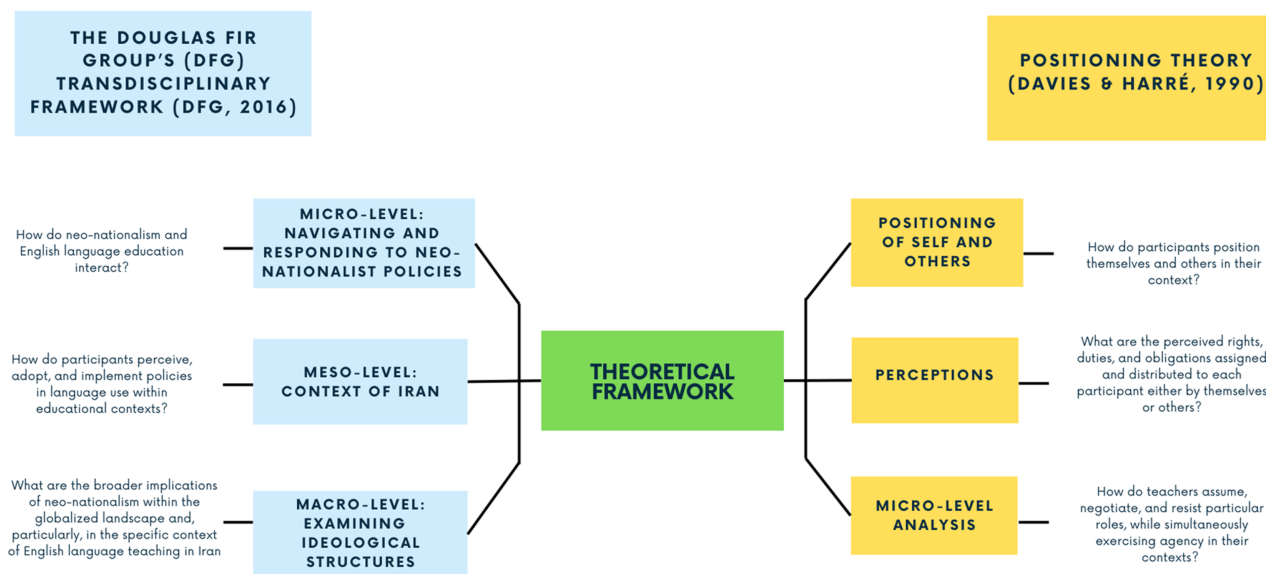 THE DOUGLAS FIR
GROUP'S (DFG)
TRANSDISCIPLINARY
FRAMEWORK (DFG, 2016)
POSITIONING THEORY
(DAVIES & HARRÉ, 1990)
How do neo-nationalism and
English language education
interact?
MICRO-LEVEL:
NAVIGATING AND
RESPONDING TO NEO-
NATIONALIST POLICIES
How do participants perceive,
adopt, and implement policies
in language use within
educational contexts?
MESO-LEVEL:
CONTEXT OF IRAN
What are the broader implications
of neo-nationalism within the
globalized landscape and,
particularly, in the specific context
of English language teaching in Iran
MACRO-LEVEL:
EXAMINING
IDEOLOGICAL
STRUCTURES
THEORETICAL
FRAMEWORK
POSITIONING
OF SELF AND
OTHERS
How do participants position
themselves and others in their
context?
PERCEPTIONS
What are the perceived rights,
duties, and obligations assigned
and distributed to each
participant either by themselves
or others?
MICRO-LEVEL
ANALYSIS
How do teachers assume,
negotiate, and resist particular
roles, while simultaneously
exercising agency in their
contexts?